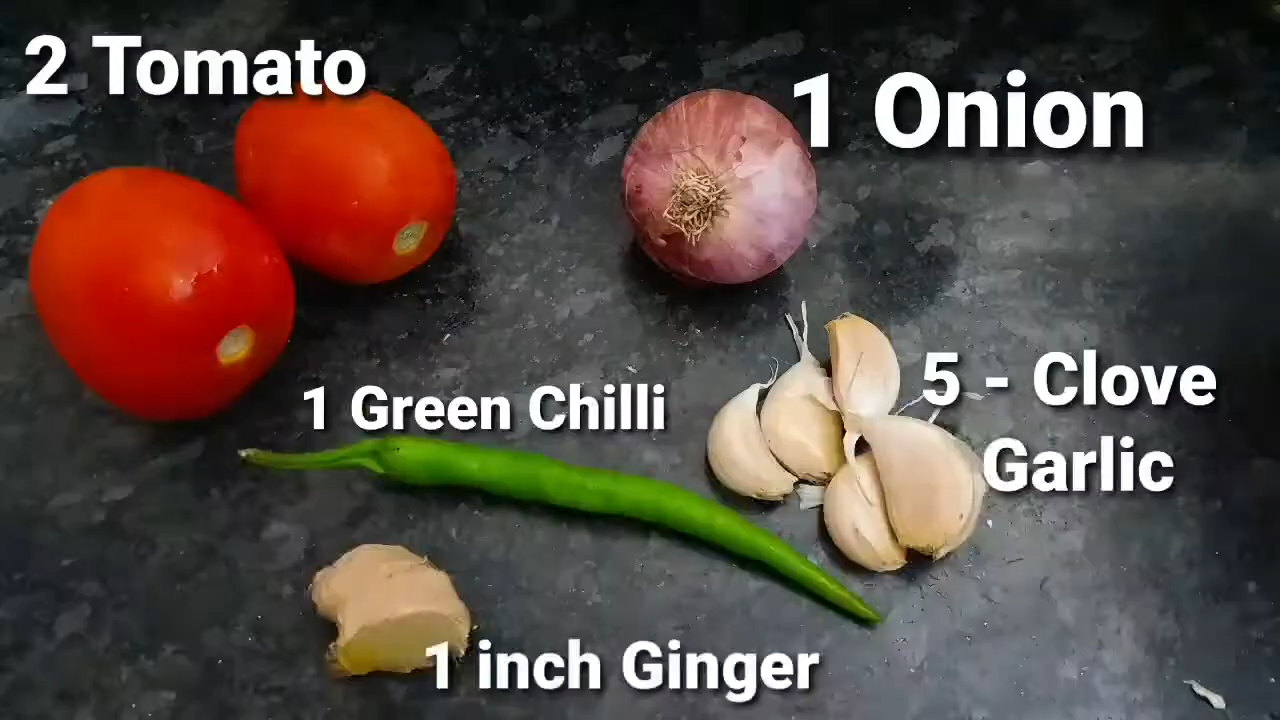 2 Tomato
1 Onion
1 Green Chilli
5 - Clove
Garlic
1 inch Ginger